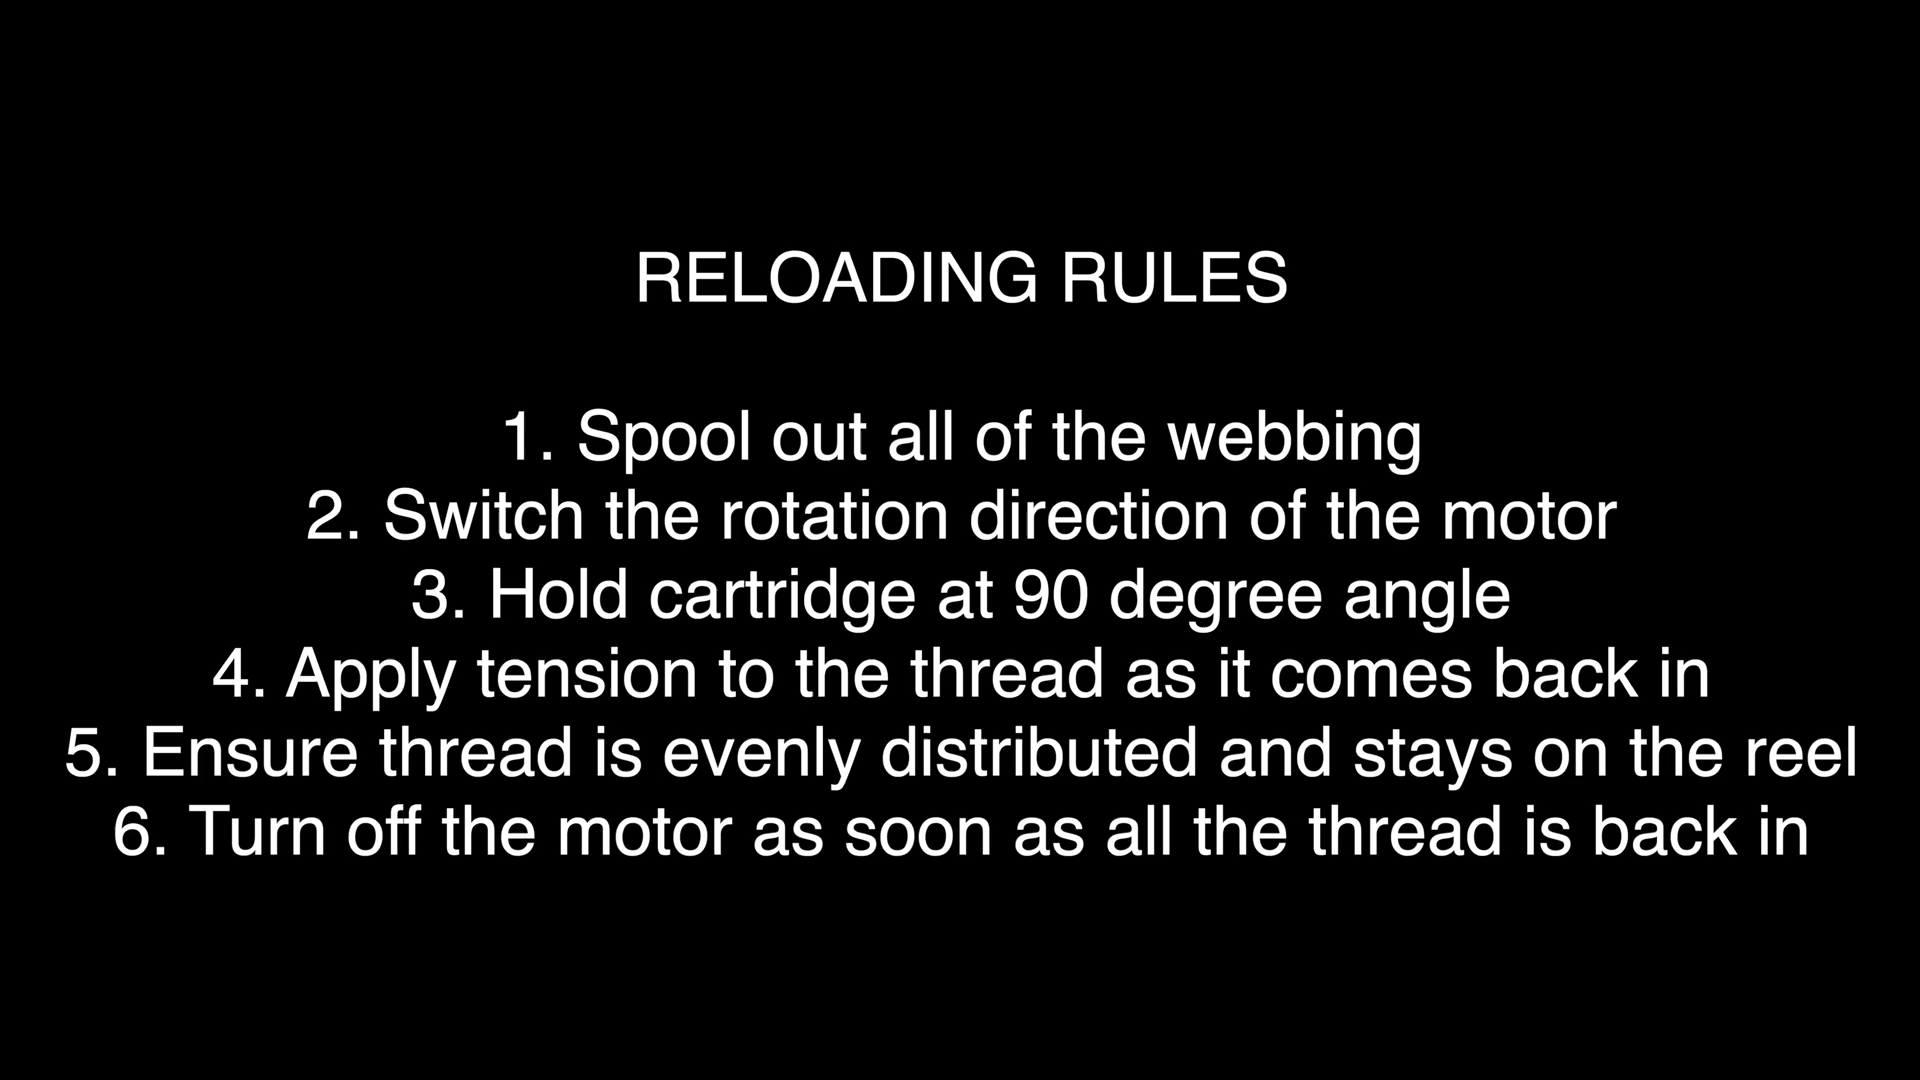 RELOADING RULES
1. Spool out all of the webbing
2. Switch the rotation direction of the motor
3. Hold cartridge at 90 degree angle
4. Apply tension to the thread as it comes back in
5. Ensure thread is evenly distributed and stays on the reel
6. Turn off the motor as soon as all the thread is back in